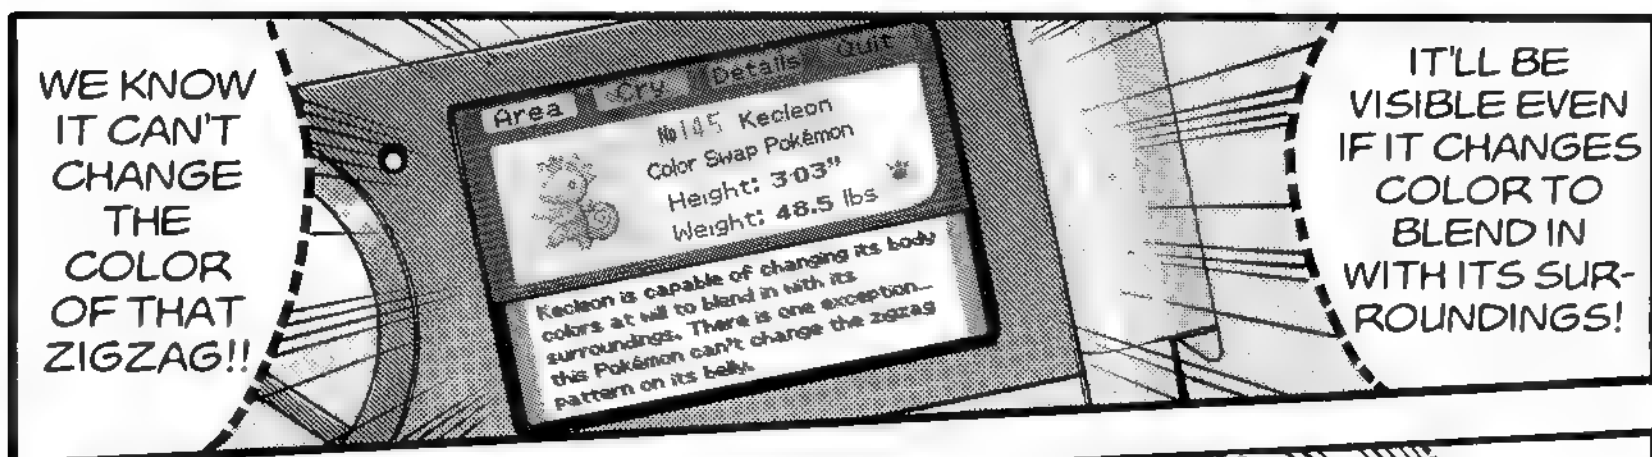 IT'LL BE
VISIBLE EVEN
IF IT CHANGES
COLOR TO
BLEND IN
WITH ITS SUR-
ROUNDINGS!
Area Cry Details Quit
№145 Kecleon
Color Swap Pokémon
Height: 3'03"
Weight: 48.5 lbs
Kecleon is capable of changing its body
colors at will to blend in with its
surroundings. There is one exception...
this Pokémon can't change the zigzag
pattern on its belly.
WE KNOW
IT CAN'T
CHANGE
THE
COLOR
OF THAT
ZIGZAG!!